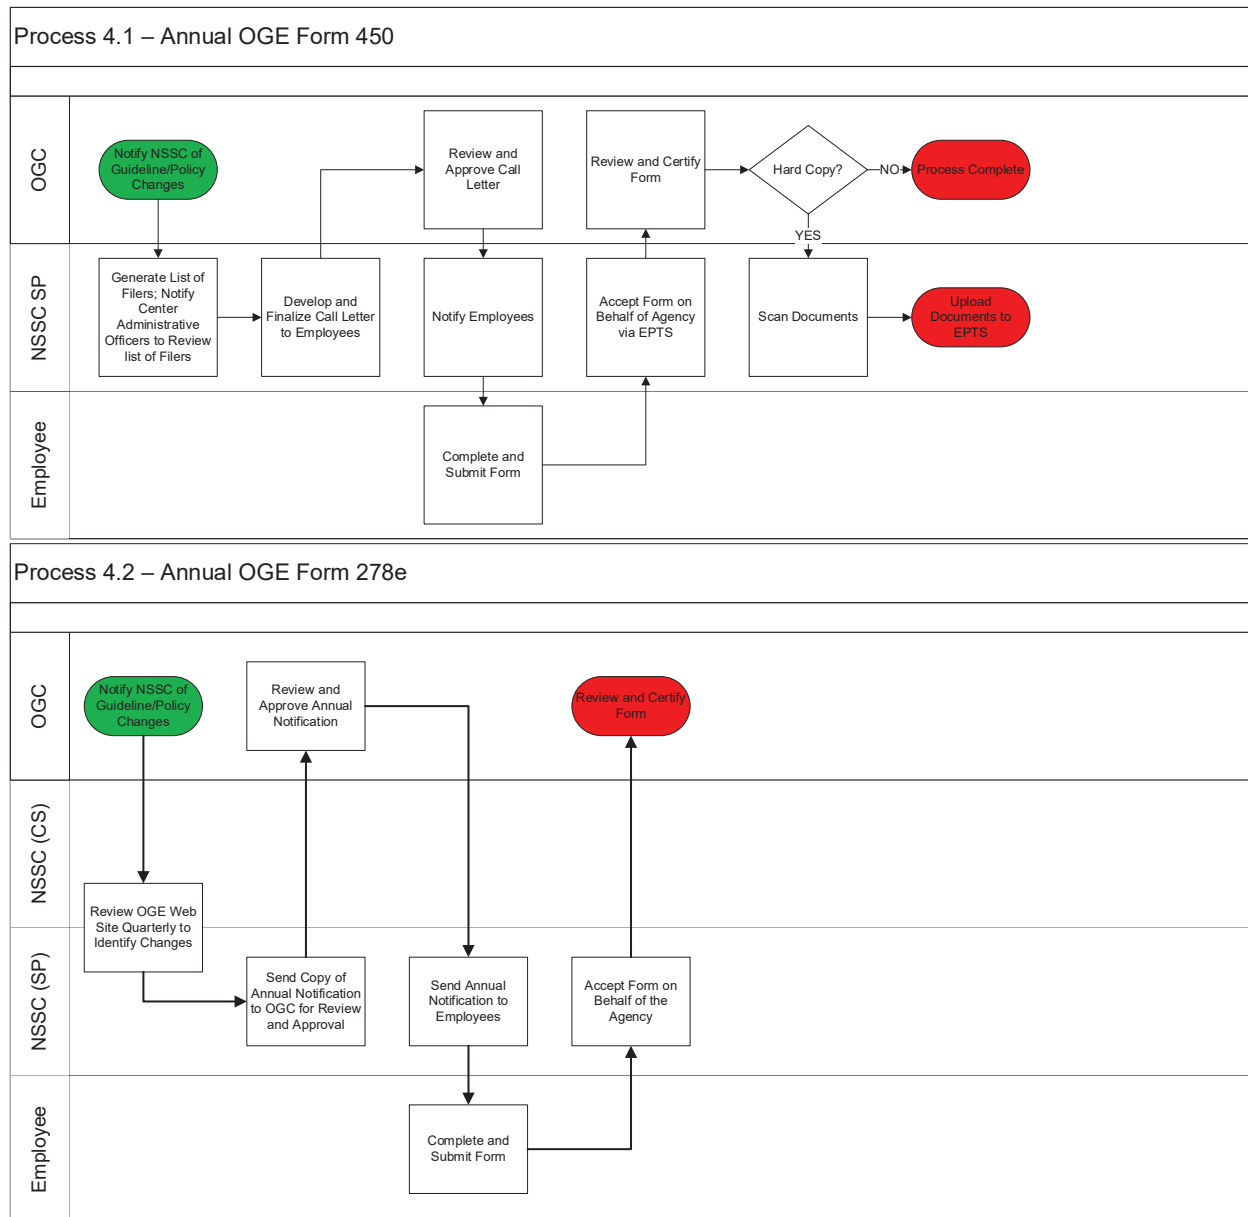 Process 4.1 – Annual OGE Form 450
OGC
Notify NSSC of
Guideline/Policy
Changes
Review and
Approve Call
Letter
Review and Certify
Form
Hard Copy?
NO
Process Complete
YES
NSSC SP
Generate List of
Filers; Notify
Center
Administrative
Officers to Review
list of Filers
Develop and
Finalize Call Letter
to Employees
Notify Employees
Accept Form on
Behalf of Agency
via EPTS
Scan Documents
Upload
Documents to
EPTS
Employee
Complete and
Submit Form
Process 4.2 – Annual OGE Form 278e
OGC
Notify NSSC of
Guideline/Policy
Changes
Review and
Approve Annual
Notification
Review and Certify
Form
NSSC (CS)
Review OGE Web
Site Quarterly to
Identify Changes
NSSC (SP)
Send Copy of
Annual Notification
to OGC for Review
and Approval
Send Annual
Notification to
Employees
Accept Form on
Behalf of the
Agency
Employee
Complete and
Submit Form